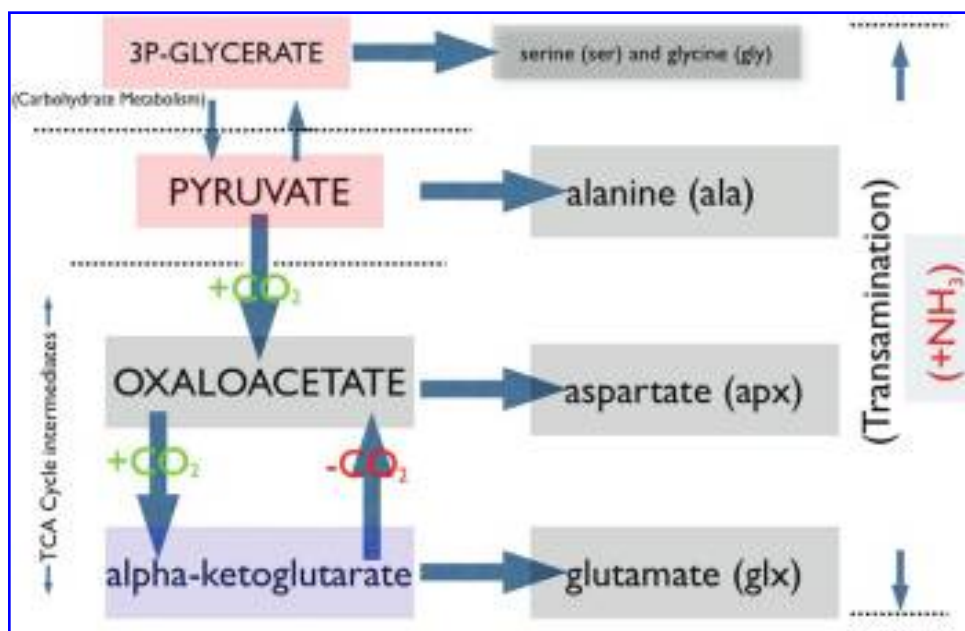 3P-GLYCERATE
serine (ser) and glycine (gly)
(Carbohydrate Metabolism)
PYRUVATE
alanine (ala)
+CO₂
OXALOACETATE
aspartate (apx)
+CO₂
-CO₂
alpha-ketoglutarate
glutamate (glx)
TCA Cycle intermediates
(Transamination)
(+NH₃)